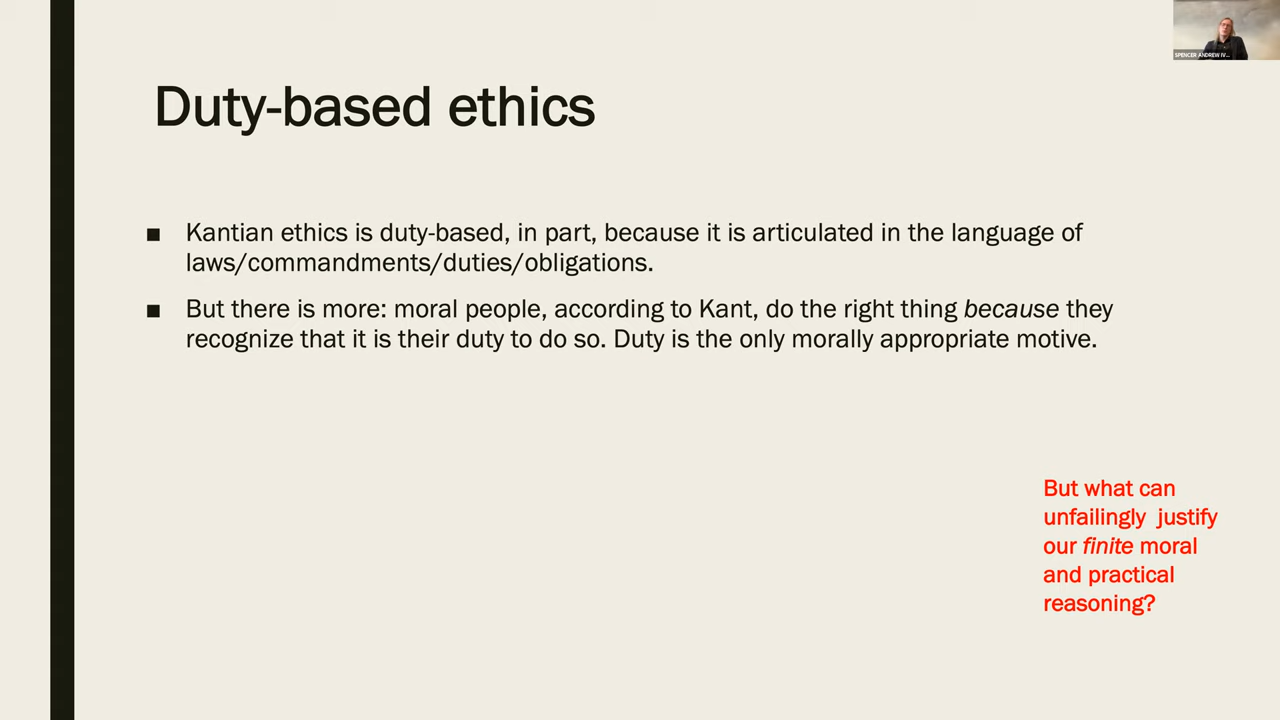 SPENCER ANDREW IV...
Duty-based ethics
■ Kantian ethics is duty-based, in part, because it is articulated in the language of
laws/commandments/duties/obligations.
■ But there is more: moral people, according to Kant, do the right thing because they
recognize that it is their duty to do so. Duty is the only morally appropriate motive.
But what can
unfailingly justify
our finite moral
and practical
reasoning?